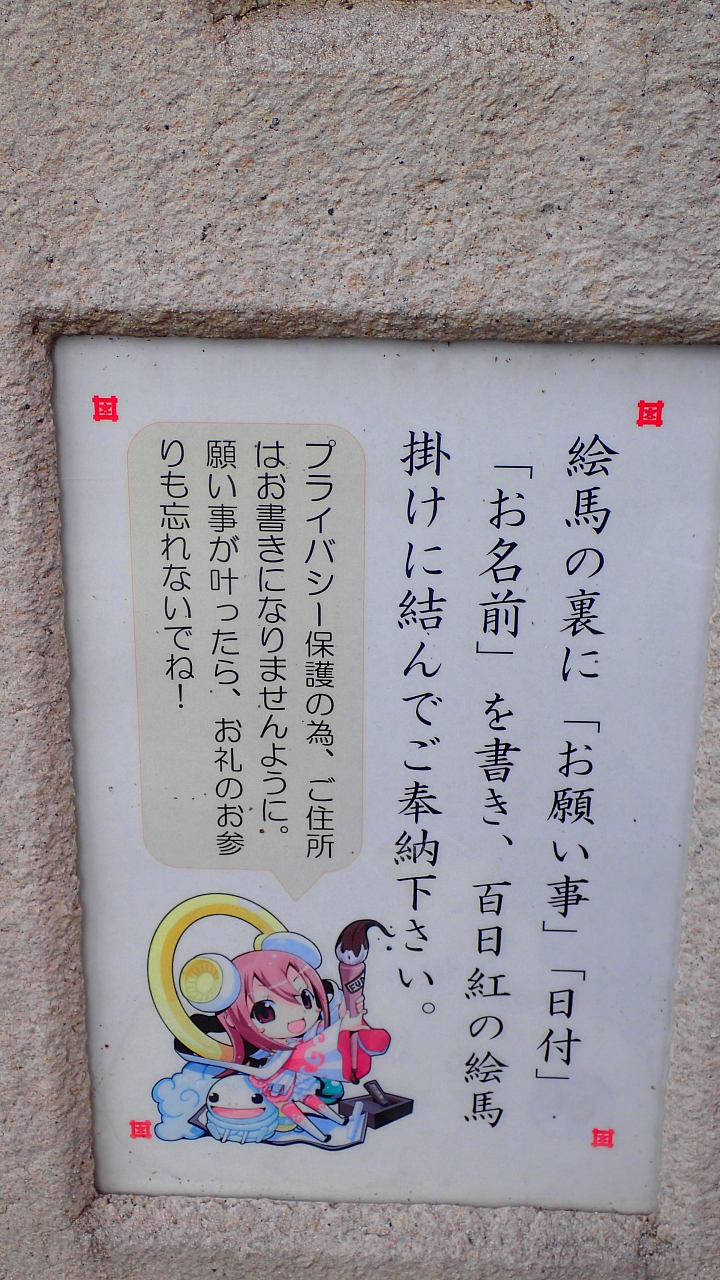 絵馬の裏に「お願い事」「日付」
「お名前」を書き、百日紅の絵馬
掛けに結んでご奉納下さい。
プライバシー保護の為、ご住所
はお書きになりませんように。
願い事が叶ったら、お礼のお参
りも忘れないでね！